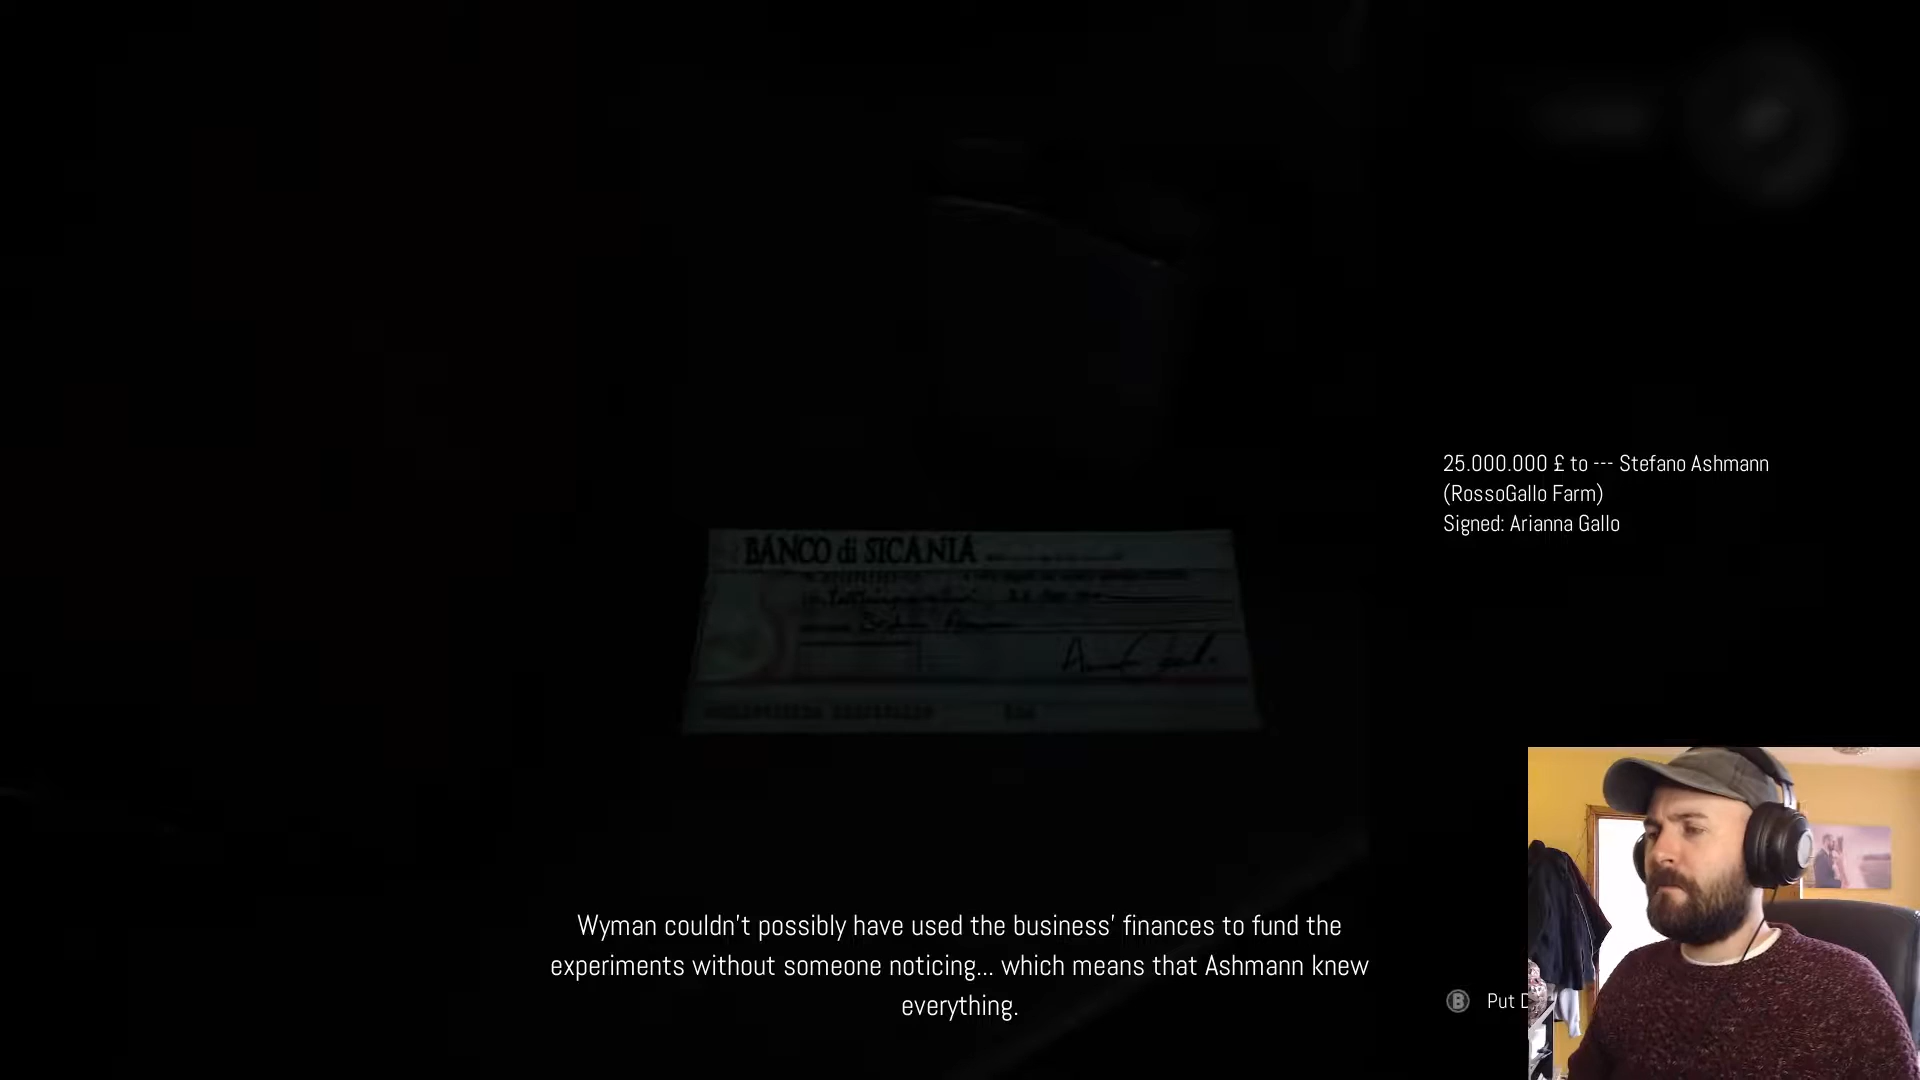 25.000.000 £ to --- Stefano Ashmann
(RossoGallo Farm)
Signed: Arianna Gallo
BANCO di SICANIA
Wyman couldn't possibly have used the business' finances to fund the
experiments without someone noticing... which means that Ashmann knew
everything.
B Put